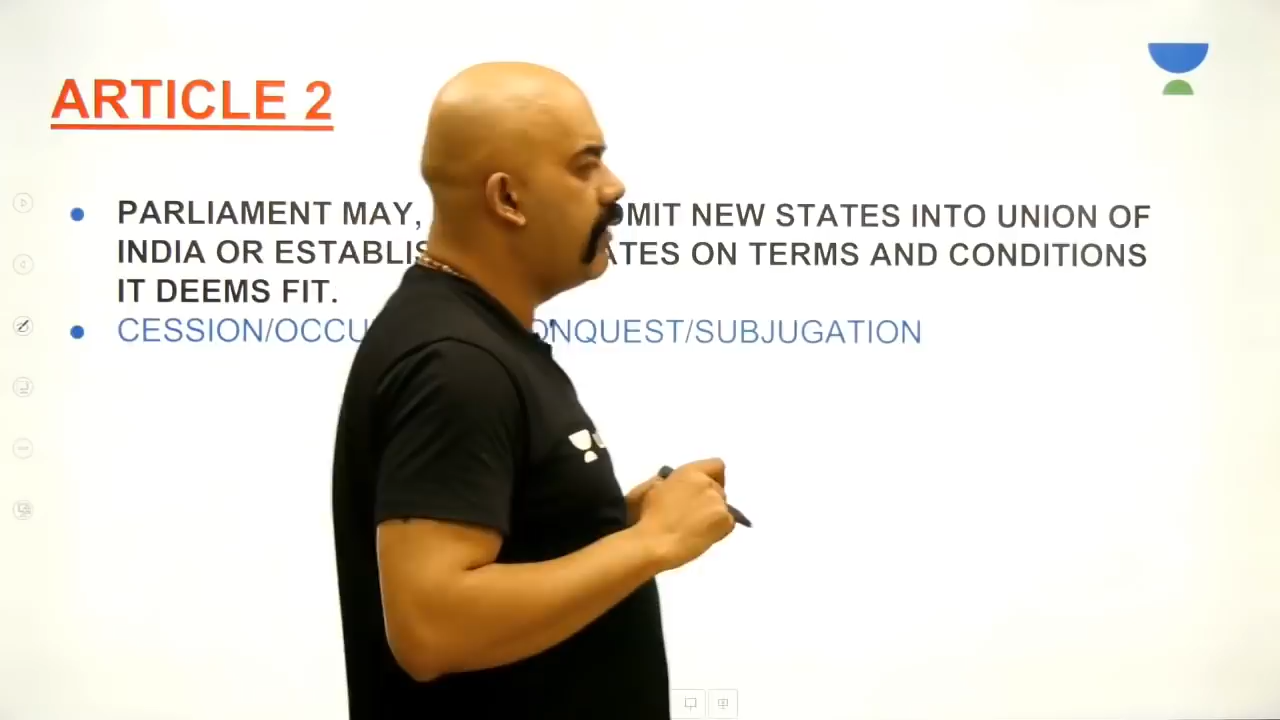 ARTICLE 2
PARLIAMENT MAY, MIT NEW STATES INTO UNION OF
INDIA OR ESTABLIS ATES ON TERMS AND CONDITIONS
IT DEEMS FIT.
CESSION/OCCU ONQUEST/SUBJUGATION